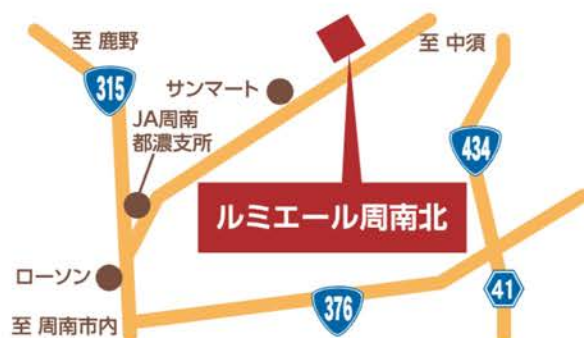 至 鹿野
至 中須
315
サンマート
JA周南
都濃支所
434
ルミエール周南北
ローソン
41
376
至 周南市内